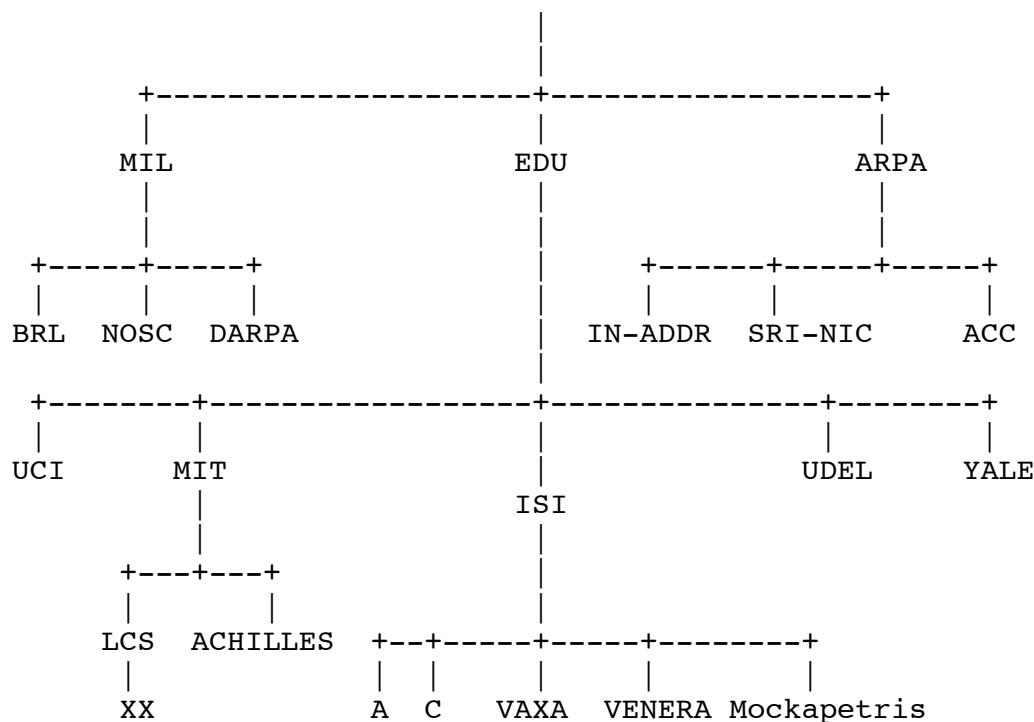 MIL EDU ARPA
BRL NOSC DARPA IN-ADDR SRI-NIC ACC
UCI MIT UDEL YALE
ISI
LCS ACHILLES
XX A C VAXA VENERA Mockapetris